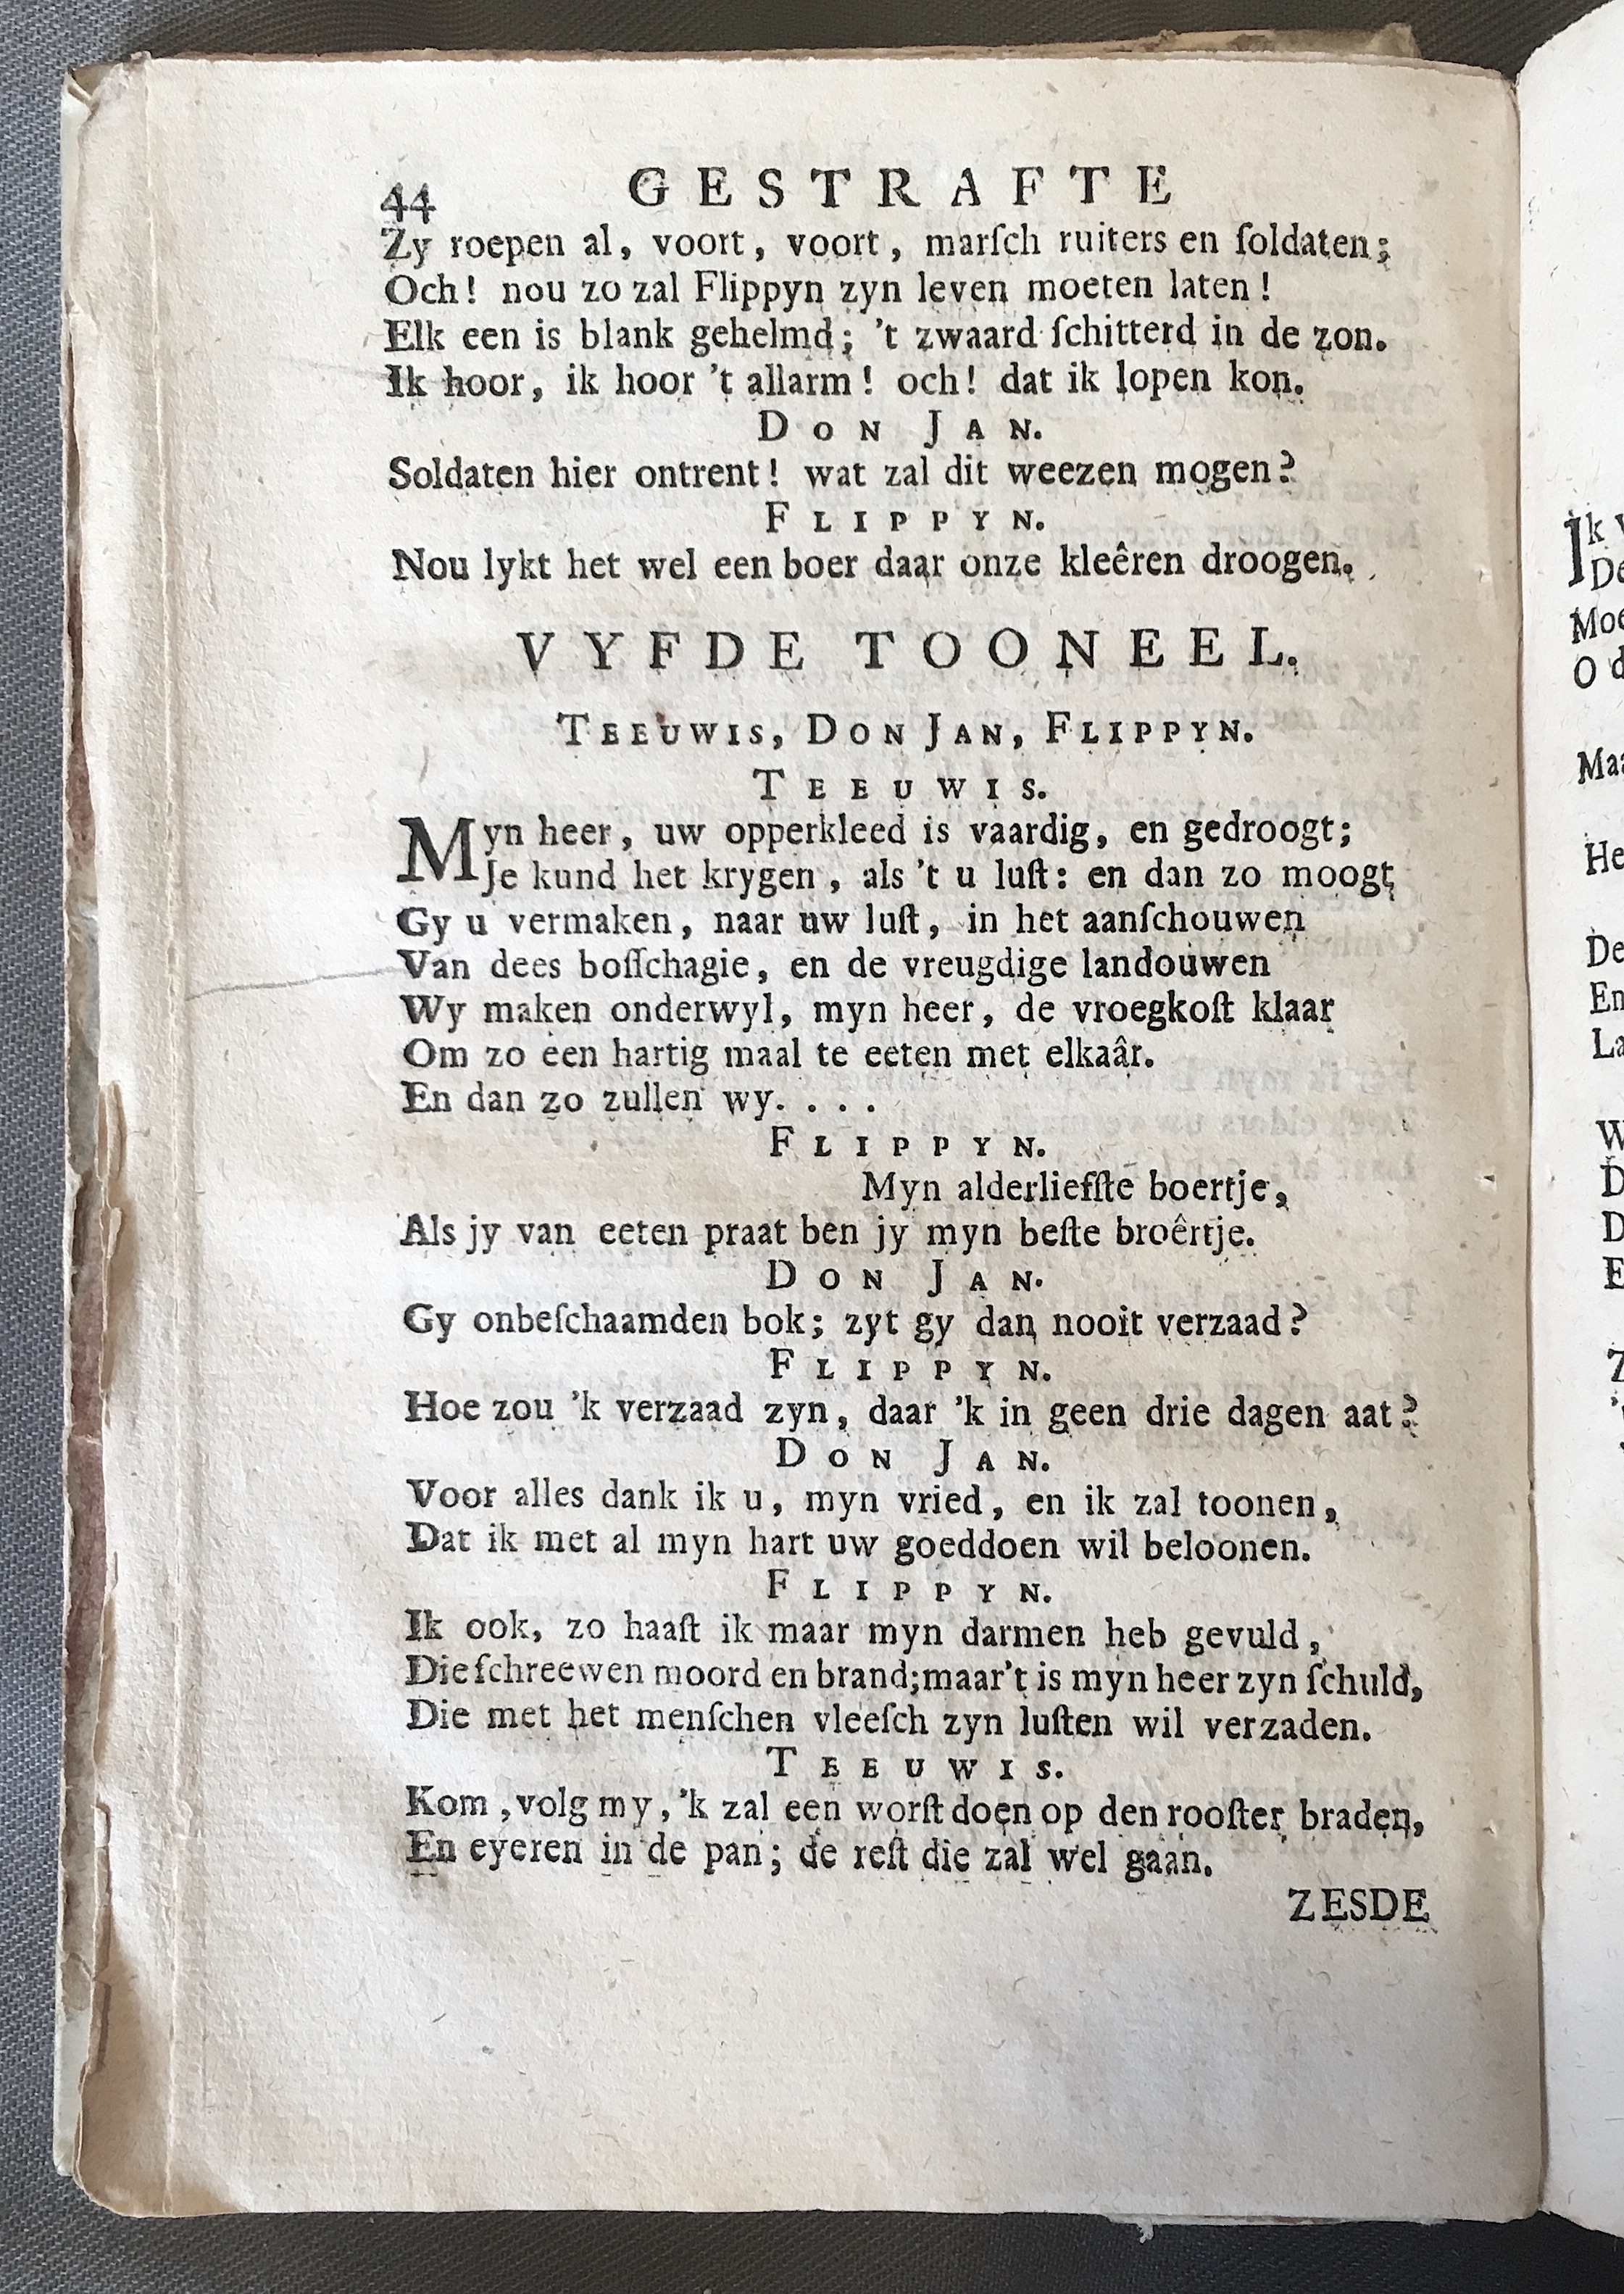 44 GESTRAFTE
Zy roepen al, voort, voort, marſch ruiters en ſoldaten;
Och! nou zo zal Flippyn zyn leven moeten laten!
Elk een is blank gehelmd; 't zwaard ſchitterd in de zon.
Ik hoor, ik hoor 't allarm! och! dat ik lopen kon.
DON JAN.
Soldaten hier ontrent! wat zal dit weezen mogen?
FLIPPYN.
Nou lykt het wel een boer daar onze kleêren droogen.
VYFDE TOONEEL.
TEEUWIS, DON JAN, FLIPPYN.
TEEUWIS.
Myn heer, uw opperkleed is vaardig, en gedroogt;
Je kund het krygen, als 't u luſt: en dan zo moogt
Gy u vermaken, naar uw luſt, in het aanſchouwen
Van dees boſſchagie, en de vreugdige landouwen
Wy maken onderwyl, myn heer, de vroegkoſt klaar
Om zo een hartig maal te eeten met elkaâr.
En dan zo zullen wy. . . .
FLIPPYN.
Myn alderliefſte boertje,
Als jy van eeten praat ben jy myn beſte broêrtje.
DON JAN.
Gy onbeſchaamden bok; zyt gy dan nooit verzaad?
FLIPPYN.
Hoe zou 'k verzaad zyn, daar 'k in geen drie dagen aat?
DON JAN.
Voor alles dank ik u, myn vried, en ik zal toonen,
Dat ik met al myn hart uw goeddoen wil beloonen.
FLIPPYN.
Ik ook, zo haaſt ik maar myn darmen heb gevuld,
Die ſchreewen moord en brand; maar 't is myn heer zyn ſchuld,
Die met het menſchen vleeſch zyn luſten wil verzaden.
TEEUWIS.
Kom, volg my, 'k zal een worſt doen op den rooſter braden,
En eyeren in de pan; de reſt die zal wel gaan.
ZESDE
Ik
De
Moe
O d
Maa
He
De
En
La
W
D
D
E
Z